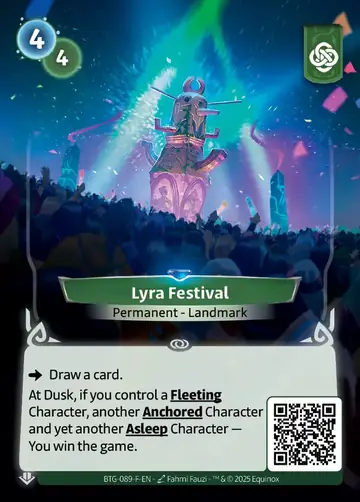 4
4
Lyra Festival
Permanent - Landmark
Draw a card.
At Dusk, if you control a Fleeting
Character, another Anchored Character
and yet another Asleep Character —
You win the game.
BTG-089-F-EN - Fahmi Fauzi - ™ & © 2025 Equinox